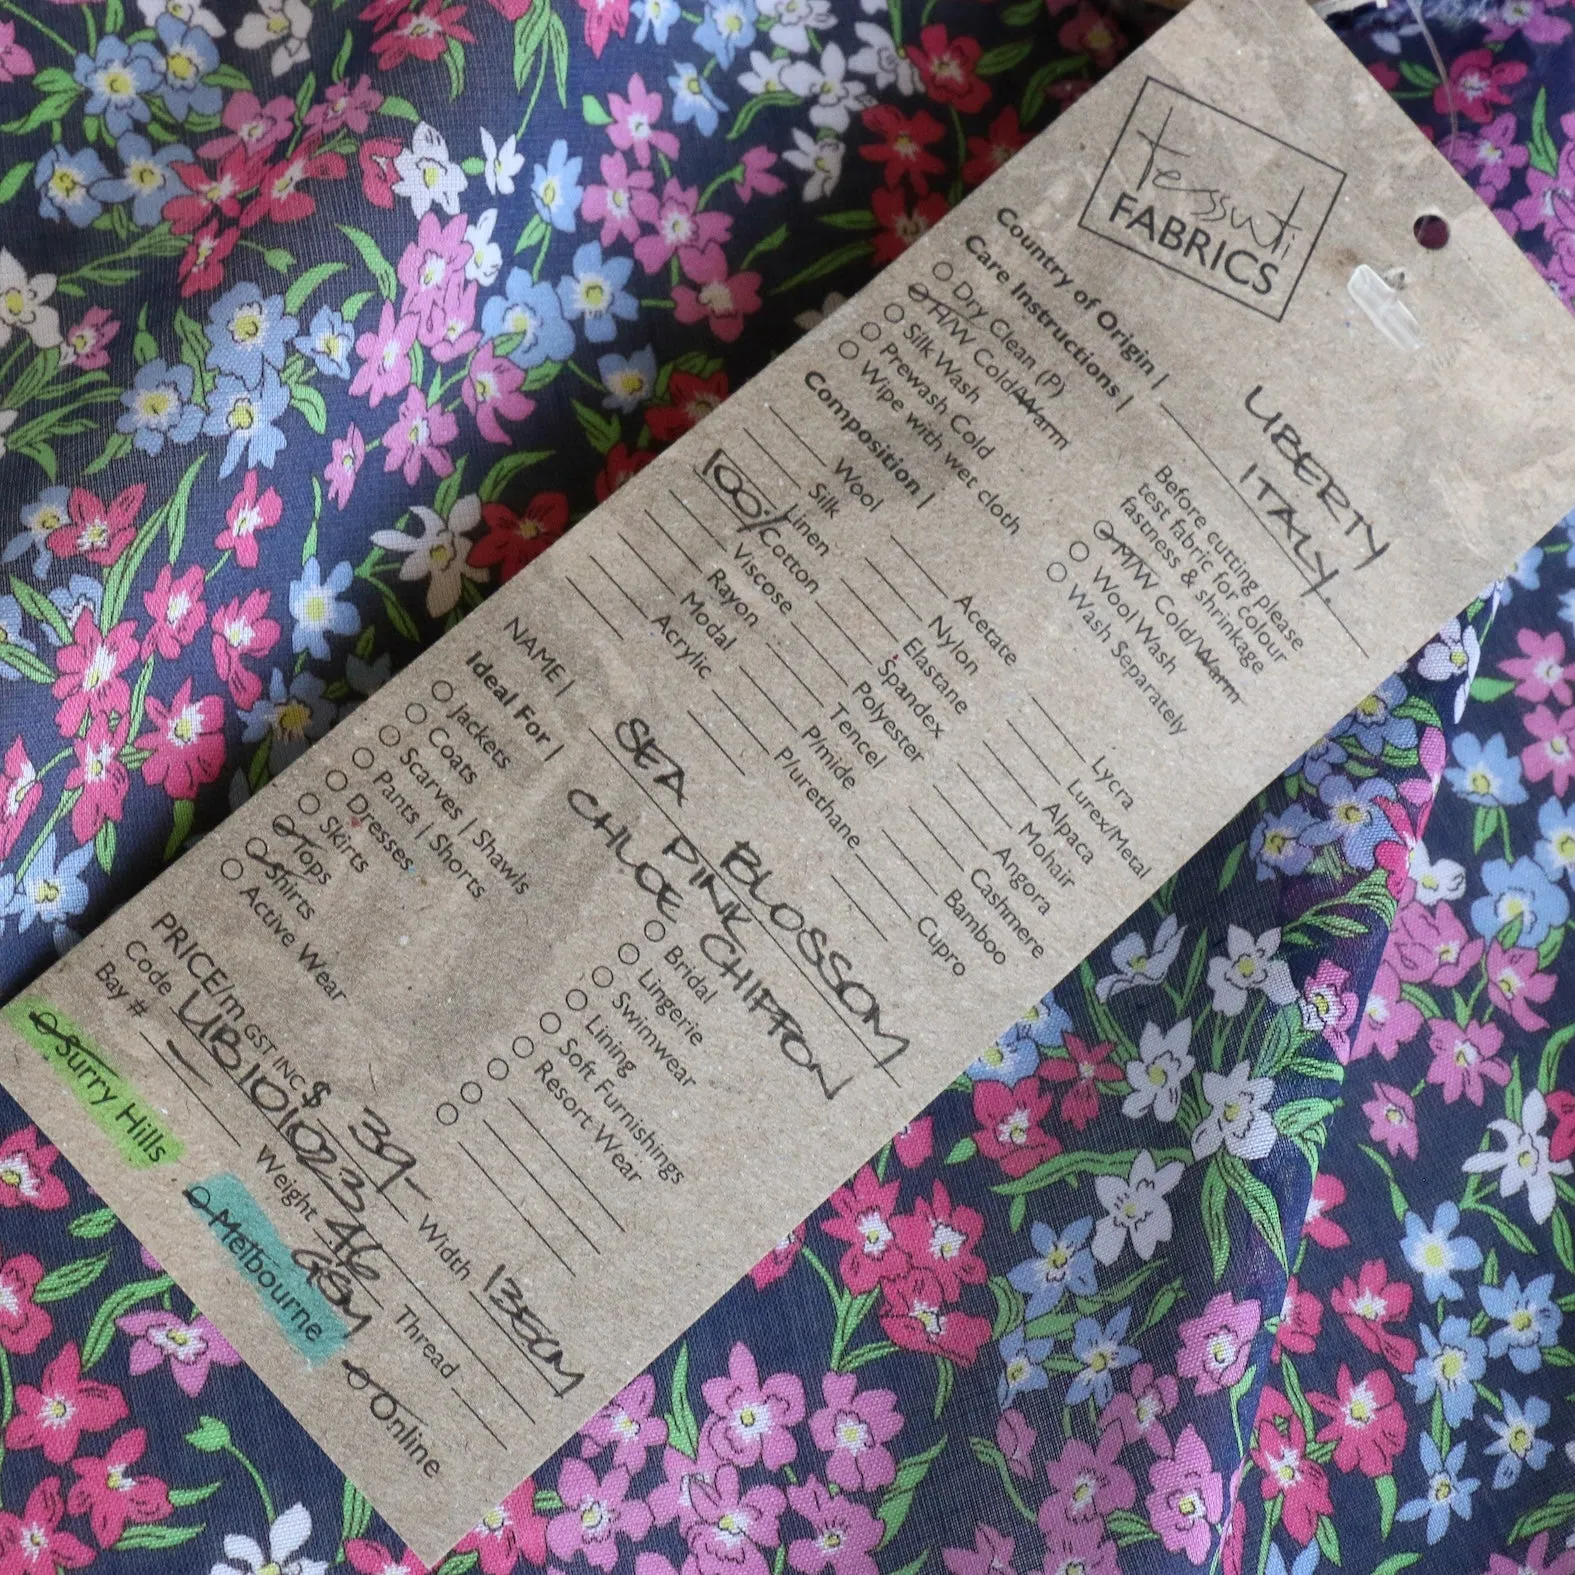 tessuti
FABRICS
Country of Origin | LIBERTY
ITALY
Care Instructions |
Dry Clean (P)
H/W Cold/Warm
Silk Wash
Prewash Cold
Wipe with wet cloth
Before cutting please
test fabric for colour
fastness & shrinkage
M/W Cold/Warm
Wool Wash
Wash Separately
Composition |
Wool
Silk
Linen
100% Cotton
Viscose
Rayon
Modal
Acrylic
Acetate
Nylon
Elastane
Spandex
Polyester
Tencel
P/mide
P/urethane
Lycra
Lurex/Metal
Alpaca
Mohair
Angora
Cashmere
Bamboo
Cupro
NAME | SEA BLOSSOM
PINK CHIFFON
CHLOE
Ideal For |
Jackets
Coats
Scarves | Shawls
Pants | Shorts
Dresses
Skirts
Tops
Shirts
Active Wear
Bridal
Lingerie
Swimwear
Lining
Soft Furnishings
Resort Wear
PRICE/m GST INC $ 39- Width 135CM
Code LIB101023
Weight 46 GSM Thread
Bay # —
Surry Hills
Melbourne
Online